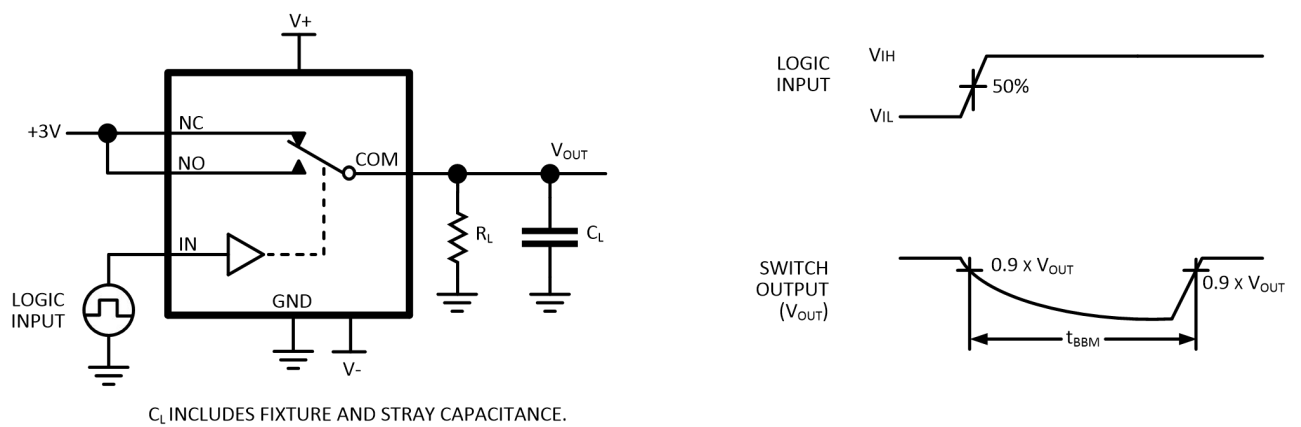 V+
+3V
NC
NO
COM
VOUT
RL
CL
IN
LOGIC
INPUT
GND
V-
CL INCLUDES FIXTURE AND STRAY CAPACITANCE.
LOGIC
INPUT
VIH
50%
VIL
SWITCH
OUTPUT
(VOUT)
0.9 x VOUT
0.9 x VOUT
tBBM